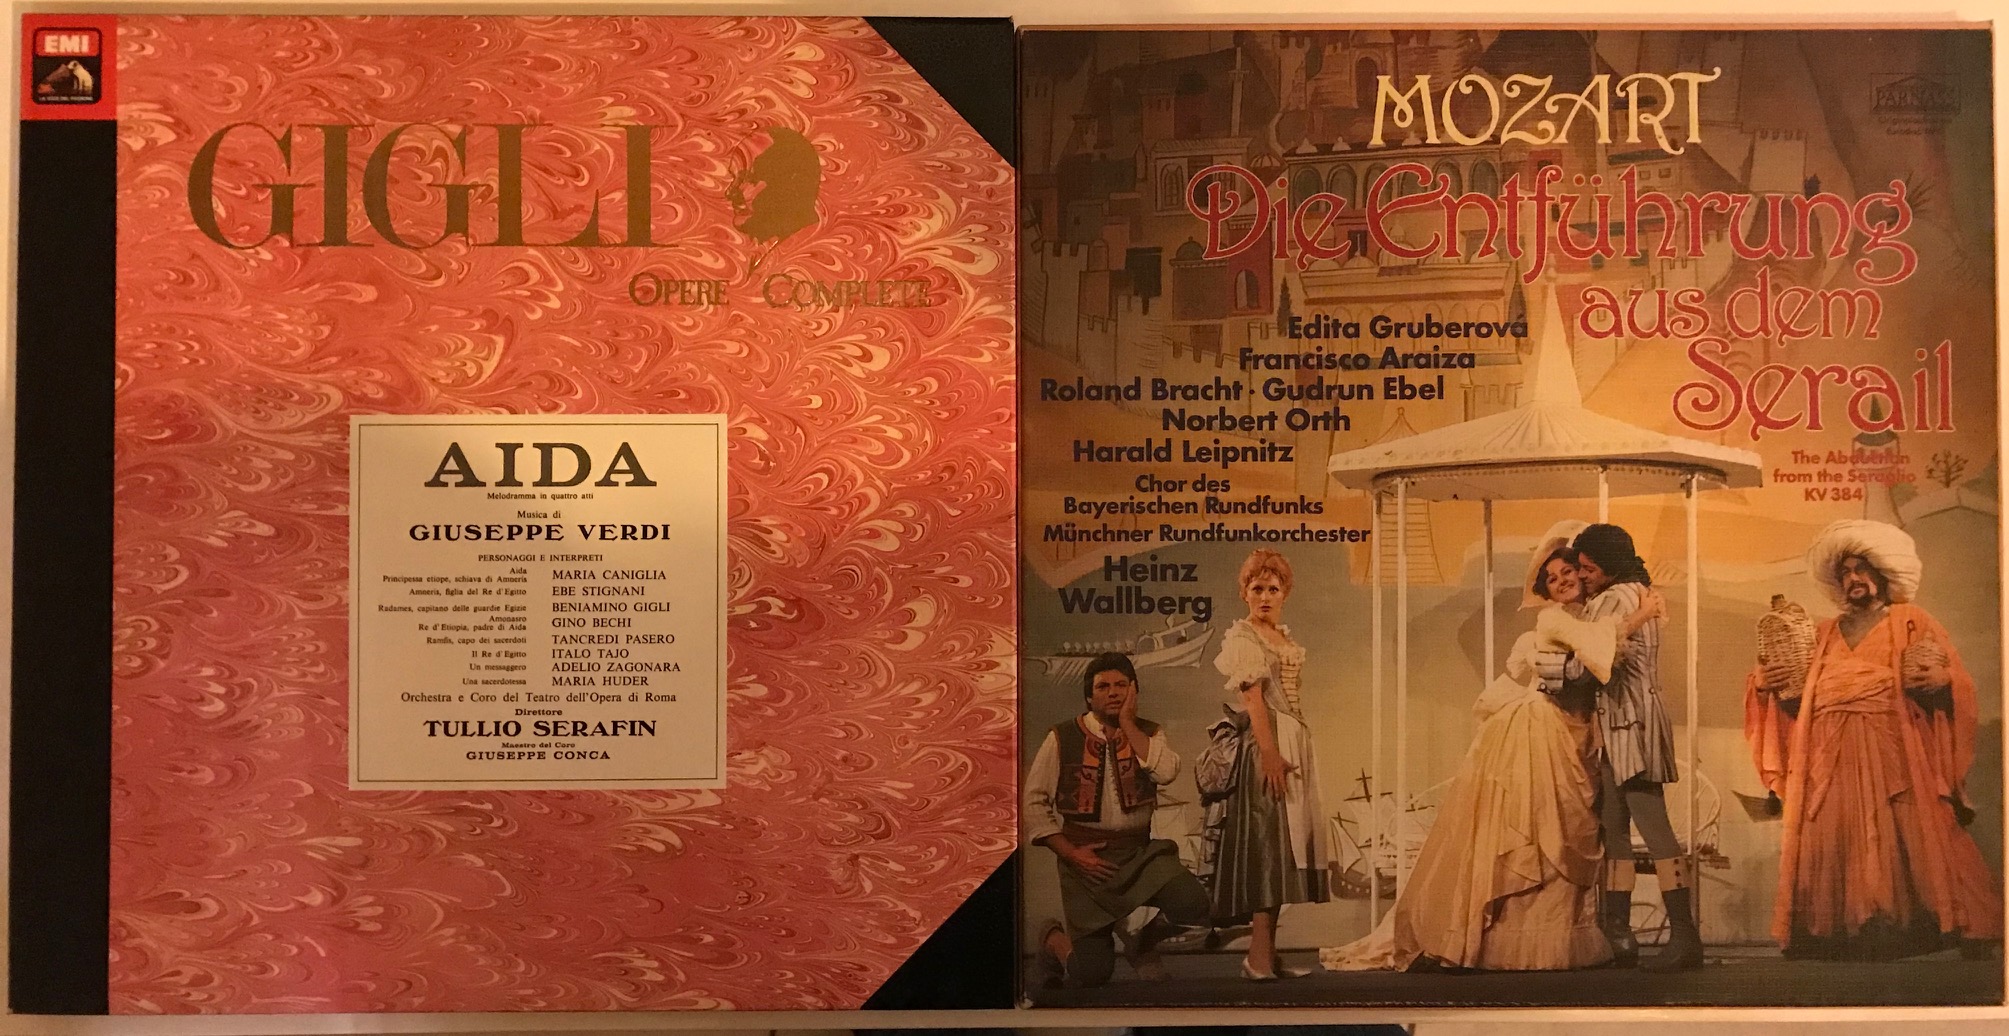 EMI
GIGLI
OPERE COMPLETE
AIDA
Melodramma in quattro atti
Musica di
GIUSEPPE VERDI
PERSONAGGI E INTERPRETI
Aida
Principessa etiope, schiava di Amneris MARIA CANIGLIA
Amneris, figlia del Re d'Egitto EBE STIGNANI
Radames, capitano delle guardie Egizie BENIAMINO GIGLI
Amonasro
Re d'Etiopia, padre di Aida GINO BECHI
Ramfis, capo dei sacerdoti TANCREDI PASERO
Il Re d'Egitto ITALO TAJO
Un messaggero ADELIO ZAGONARA
Una sacerdotessa MARIA HUDER
Orchestra e Coro del Teatro dell'Opera di Roma
Direttore
TULLIO SERAFIN
Maestro del Coro
GIUSEPPE CONCA
MOZART
Die Entführung
aus dem
Serail
The Abduction
from the Seraglio
KV 384
Edita Gruberová
Francisco Araiza
Roland Bracht · Gudrun Ebel
Norbert Orth
Harald Leipnitz
Chor des
Bayerischen Rundfunks
Münchner Rundfunkorchester
Heinz
Wallberg